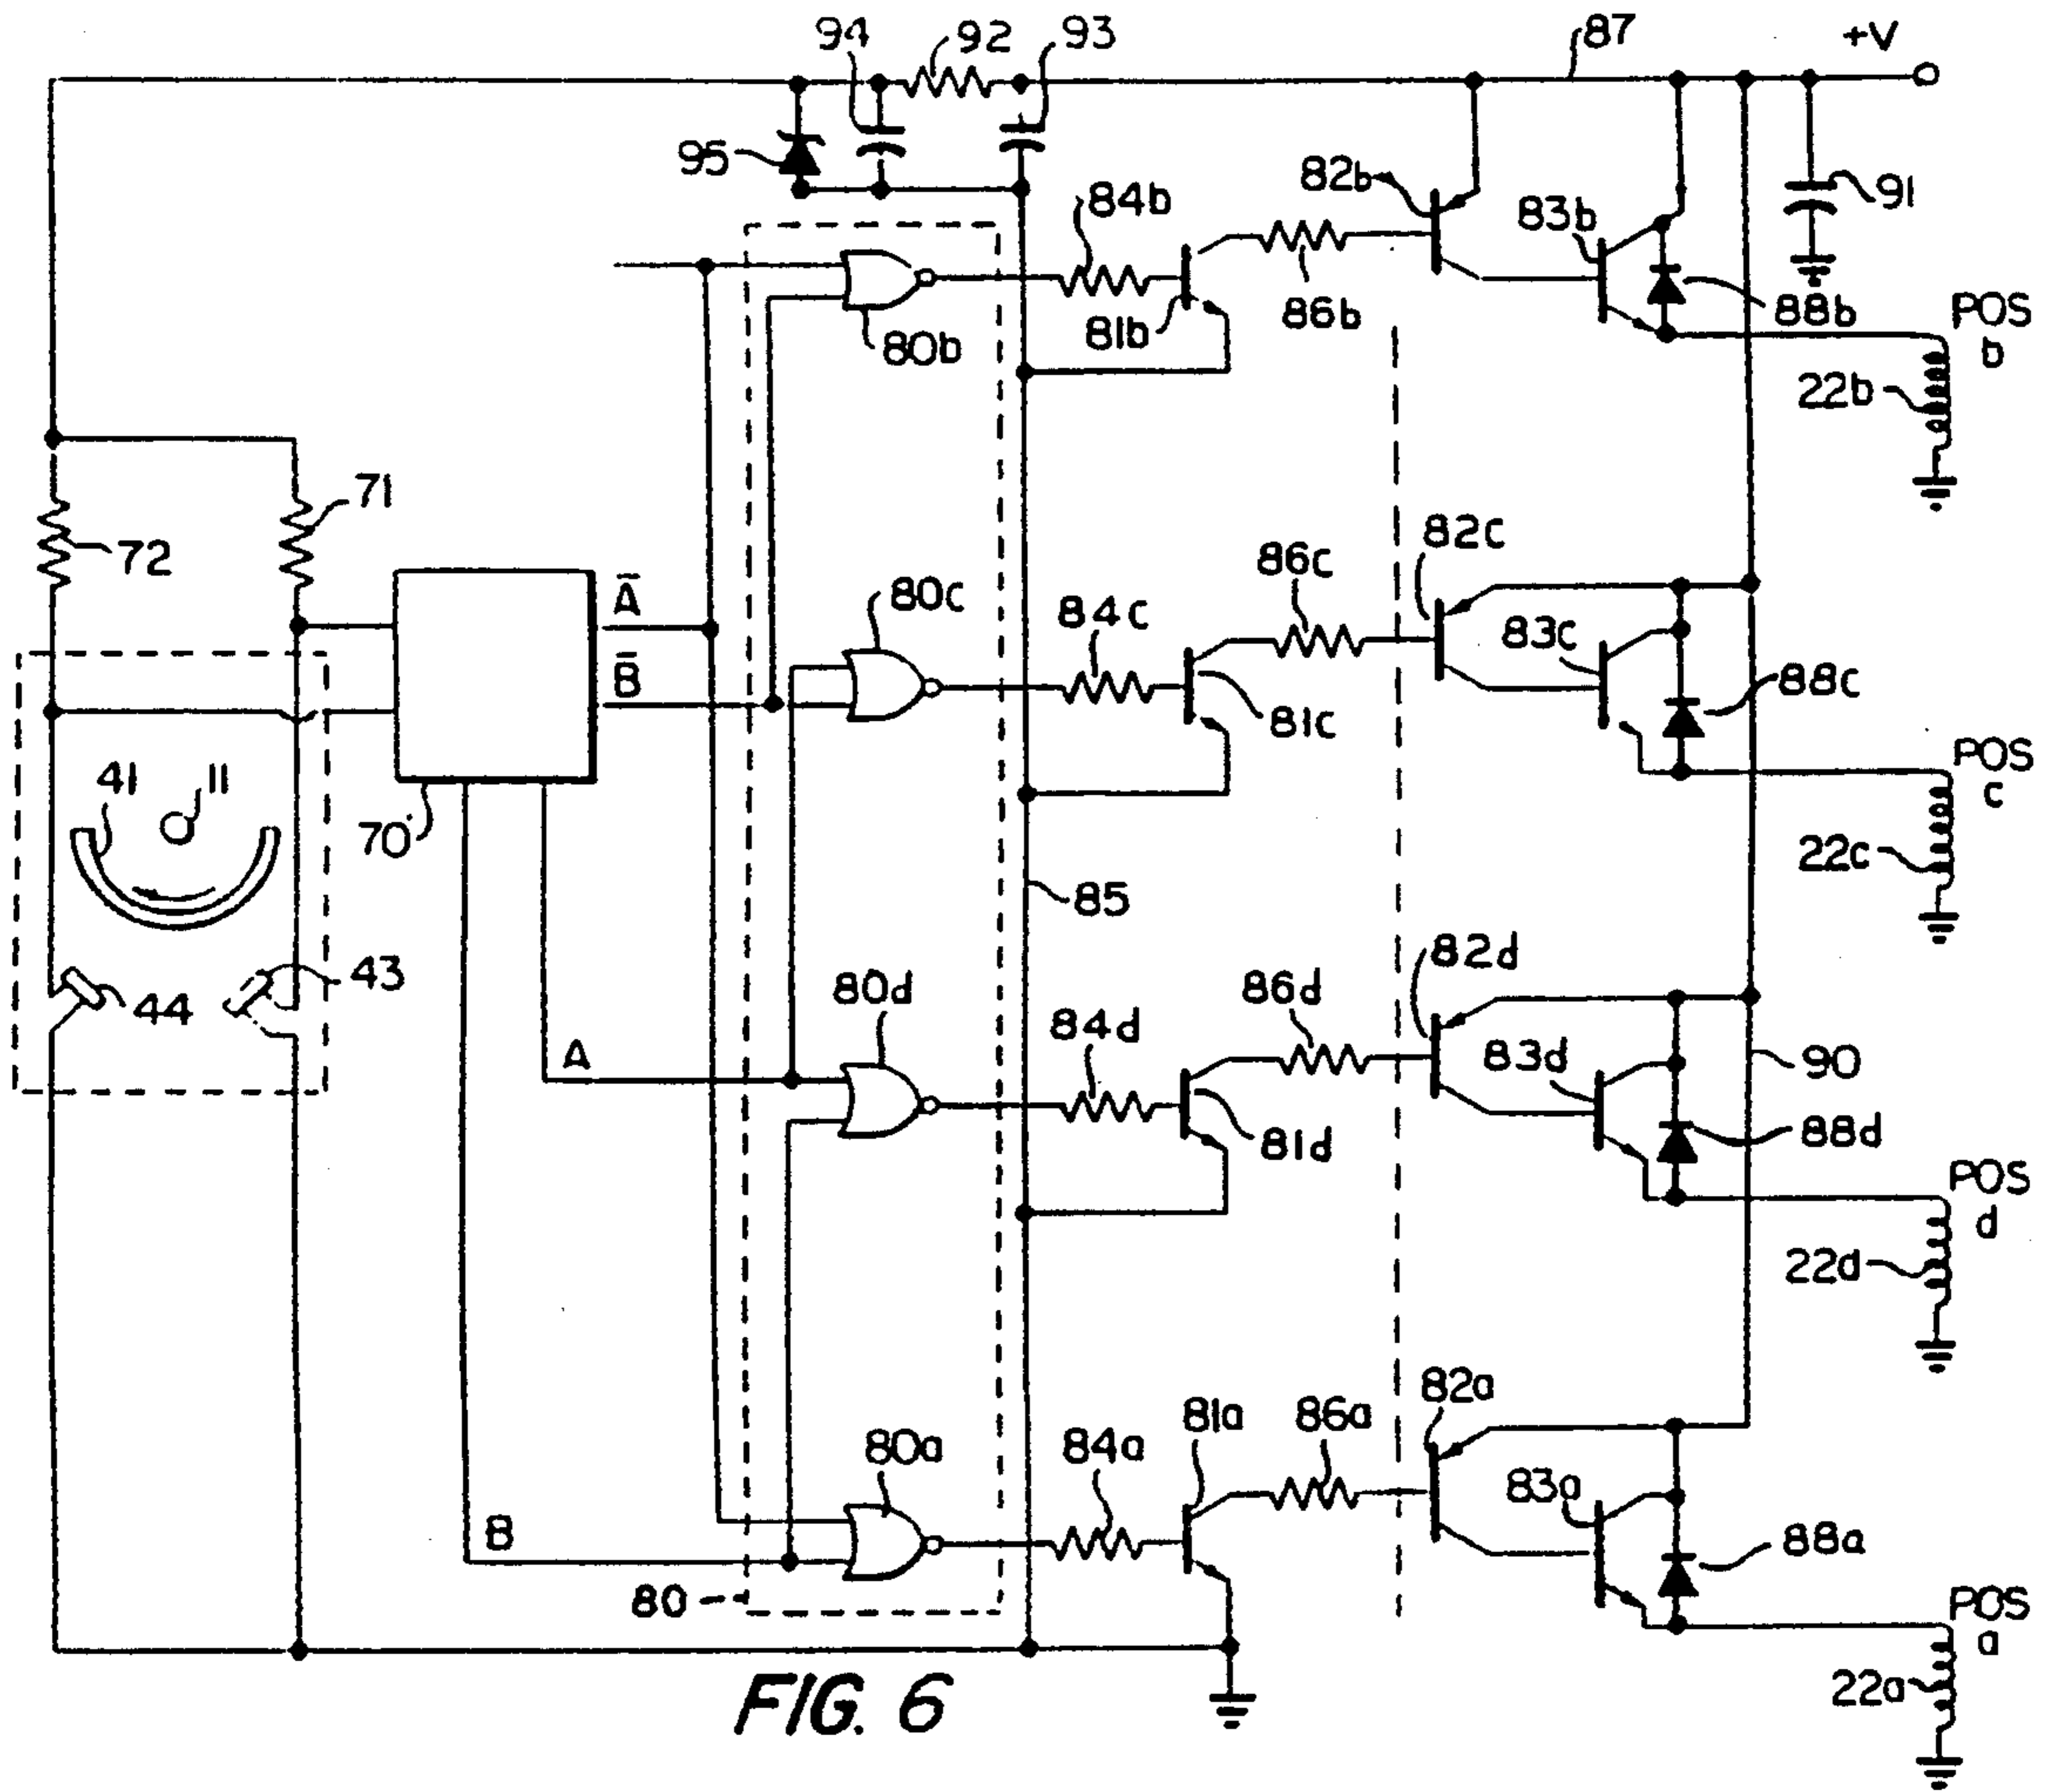 94
92
93
87
+V
95
84b
82b
83b
91
80b
81b
86b
88b
POS
b
22b
71
72
Ā
B̄
80c
84c
86c
82c
83c
81c
88c
POS
c
22c
41
11
70
85
43
44
A
80d
84d
86d
82d
83d
81d
88d
90
POS
d
22d
B
80a
84a
81a
86a
82a
83a
88a
POS
a
22a
80
FIG. 6